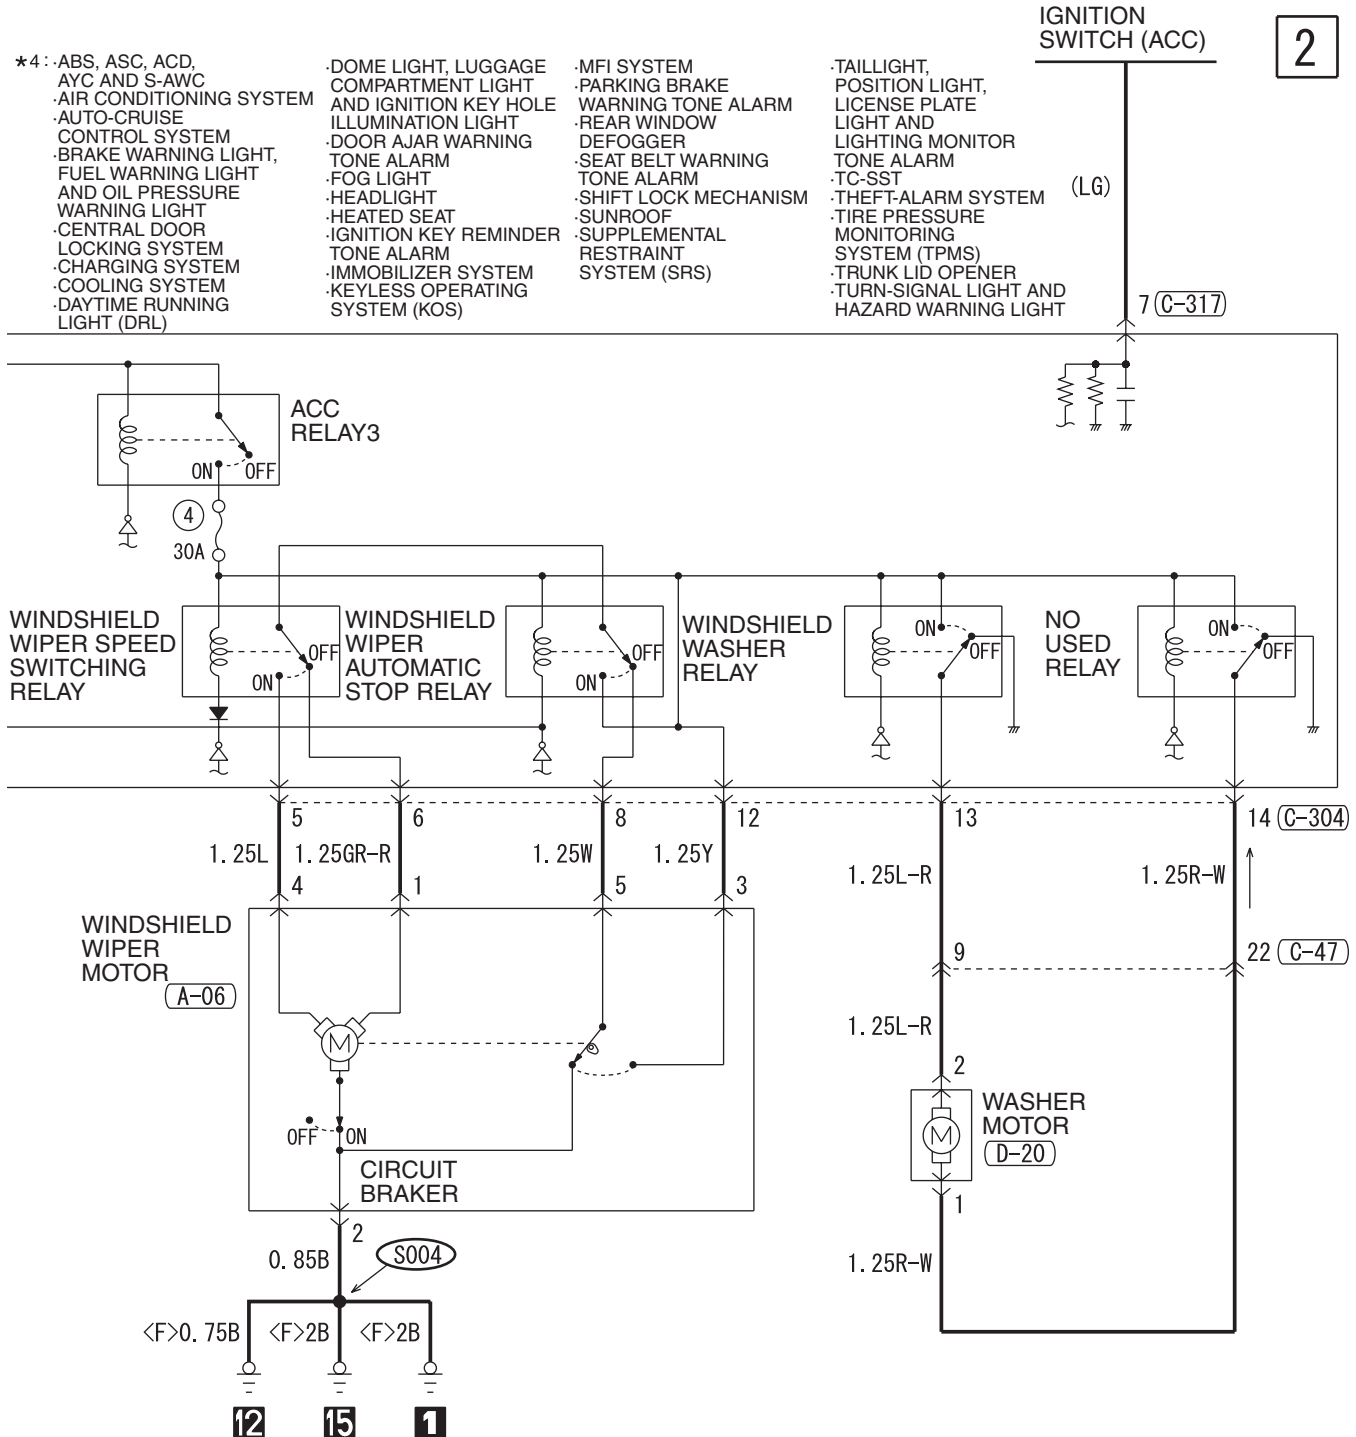 IGNITION
SWITCH (ACC)
2
*4: ·ABS, ASC, ACD,
AYC AND S-AWC
·AIR CONDITIONING SYSTEM
·AUTO-CRUISE
CONTROL SYSTEM
·BRAKE WARNING LIGHT,
FUEL WARNING LIGHT
AND OIL PRESSURE
WARNING LIGHT
·CENTRAL DOOR
LOCKING SYSTEM
·CHARGING SYSTEM
·COOLING SYSTEM
·DAYTIME RUNNING
LIGHT (DRL)
·DOME LIGHT, LUGGAGE
COMPARTMENT LIGHT
AND IGNITION KEY HOLE
ILLUMINATION LIGHT
·DOOR AJAR WARNING
TONE ALARM
·FOG LIGHT
·HEADLIGHT
·HEATED SEAT
·IGNITION KEY REMINDER
TONE ALARM
·IMMOBILIZER SYSTEM
·KEYLESS OPERATING
SYSTEM (KOS)
·MFI SYSTEM
·PARKING BRAKE
WARNING TONE ALARM
·REAR WINDOW
DEFOGGER
·SEAT BELT WARNING
TONE ALARM
·SHIFT LOCK MECHANISM
·SUNROOF
·SUPPLEMENTAL
RESTRAINT
SYSTEM (SRS)
·TAILLIGHT,
POSITION LIGHT,
LICENSE PLATE
LIGHT AND
LIGHTING MONITOR
TONE ALARM
·TC-SST
·THEFT-ALARM SYSTEM
·TIRE PRESSURE
MONITORING
SYSTEM (TPMS)
·TRUNK LID OPENER
·TURN-SIGNAL LIGHT AND
HAZARD WARNING LIGHT
(LG)
7 C-317
ACC
RELAY3
ON OFF
4
30A
WINDSHIELD
WIPER SPEED
SWITCHING
RELAY
OFF
ON
WINDSHIELD
WIPER
AUTOMATIC
STOP RELAY
OFF
ON
WINDSHIELD
WASHER
RELAY
ON
OFF
NO
USED
RELAY
ON
OFF
5 6 8 12 13 14 C-304
1.25L 1.25GR-R 1.25W 1.25Y 1.25L-R 1.25R-W
4 1 5 3
WINDSHIELD
WIPER
MOTOR
A-06
9 22 C-47
1.25L-R
M
2
WASHER
MOTOR
D-20
M
OFF ON
CIRCUIT
BRAKER
1
2
0.85B
S004
1.25R-W
<F>0.75B <F>2B <F>2B
12 15 1